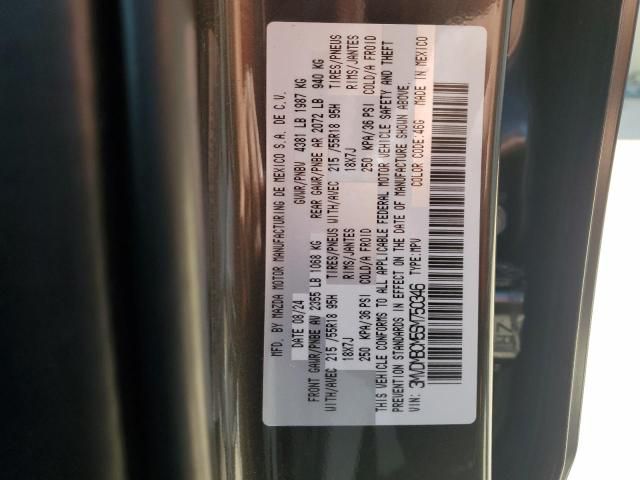 MFG. BY MAZDA MOTOR MANUFACTURING DE MEXICO S.A. DE C.V.
DATE 08/24 GVWR/PNBV 4381 LB 1987 KG
FRONT GAWR/PNBE AV 2355 LB 1068 KG REAR GAWR/PNBE AR 2072 LB 940 KG
WITH/AVEC 215 /55R18 95H TIRES/PNEUS WITH/AVEC 215 /55R18 95H TIRES/PNEUS
18X7J RIMS/JANTES 18X7J RIMS/JANTES
250 KPA/36 PSI COLD/A FROID 250 KPA/36 PSI COLD/A FROID
THIS VEHICLE CONFORMS TO ALL APPLICABLE FEDERAL MOTOR VEHICLE SAFETY AND THEFT
PREVENTION STANDARDS IN EFFECT ON THE DATE OF MANUFACTURE SHOWN ABOVE.
COLOR CODE:46G MADE IN MEXICO
VIN: TYPE:MPV